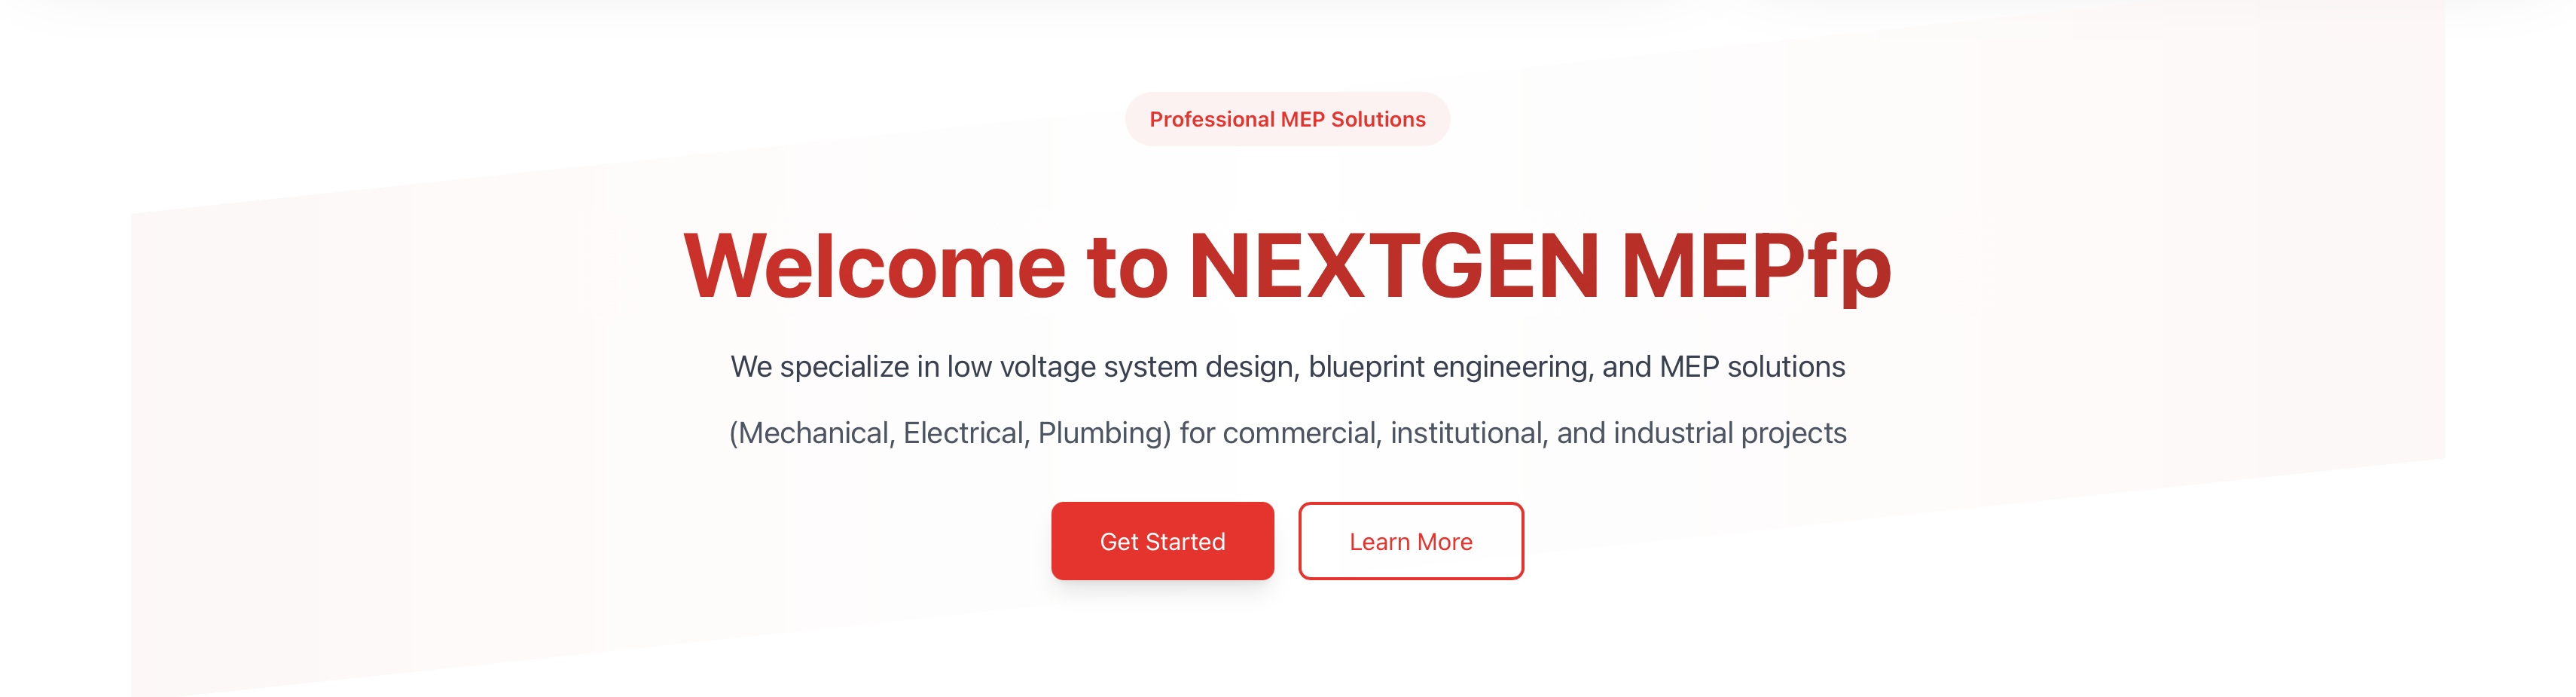 Professional MEP Solutions
Welcome to NEXTGEN MEPfp
We specialize in low voltage system design, blueprint engineering, and MEP solutions
(Mechanical, Electrical, Plumbing) for commercial, institutional, and industrial projects
Get Started
Learn More